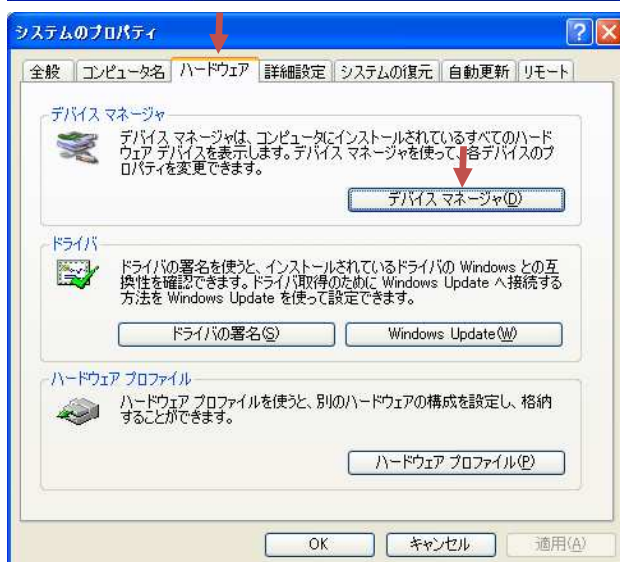 システムのプロパティ
全般 コンピュータ名 ハードウェア 詳細設定 システムの復元 自動更新 リモート
デバイス マネージャ
デバイス マネージャは、コンピュータにインストールされているすべてのハード
ウェア デバイスを表示します。デバイス マネージャを使って、各デバイスのプ
ロパティを変更できます。
デバイス マネージャ(D)
ドライバ
ドライバの署名を使うと、インストールされているドライバの Windows との互
換性を確認できます。ドライバ取得のために Windows Update へ接続する
方法を Windows Update を使って設定できます。
ドライバの署名(S) Windows Update(W)
ハードウェア プロファイル
ハードウェア プロファイルを使うと、別のハードウェアの構成を設定し、格納
することができます。
ハードウェア プロファイル(P)
OK キャンセル 適用(A)